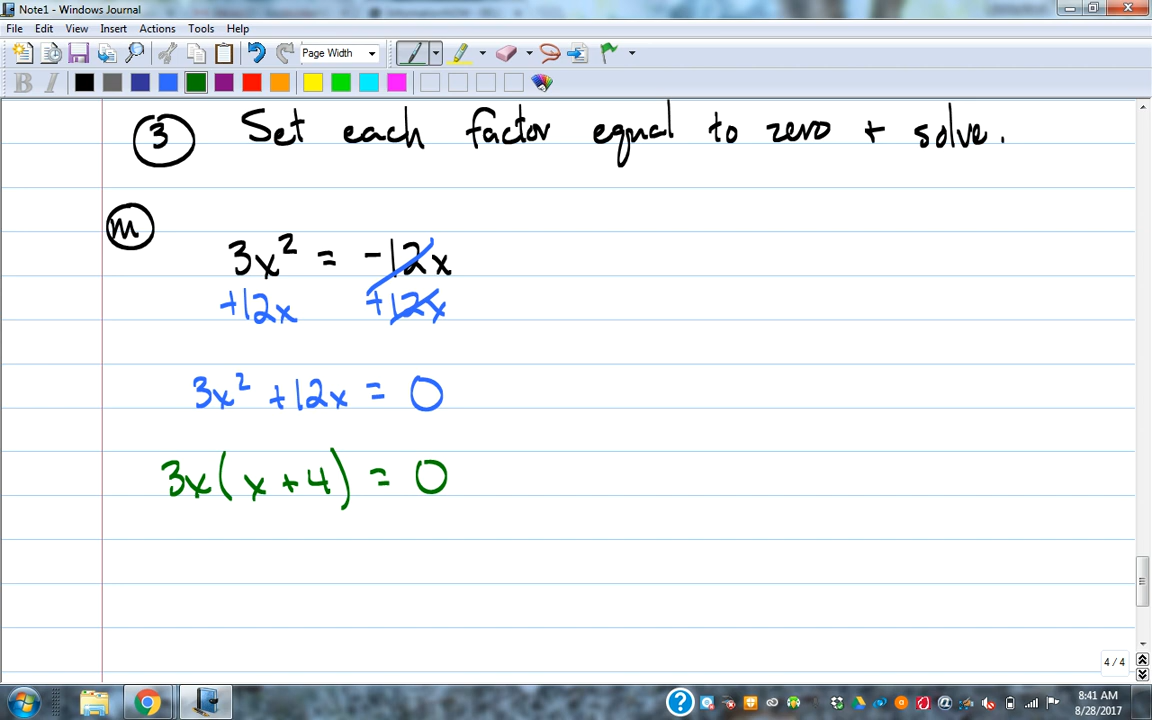 Note1 - Windows Journal
File Edit View Insert Actions Tools Help
Page Width
B I
③ Set each factor equal to zero + solve.
Ⓜ
3x² = -12x
+12x +12x
3x² +12x = 0
3x(x+4) = 0
4 / 4
8:41 AM
8/28/2017